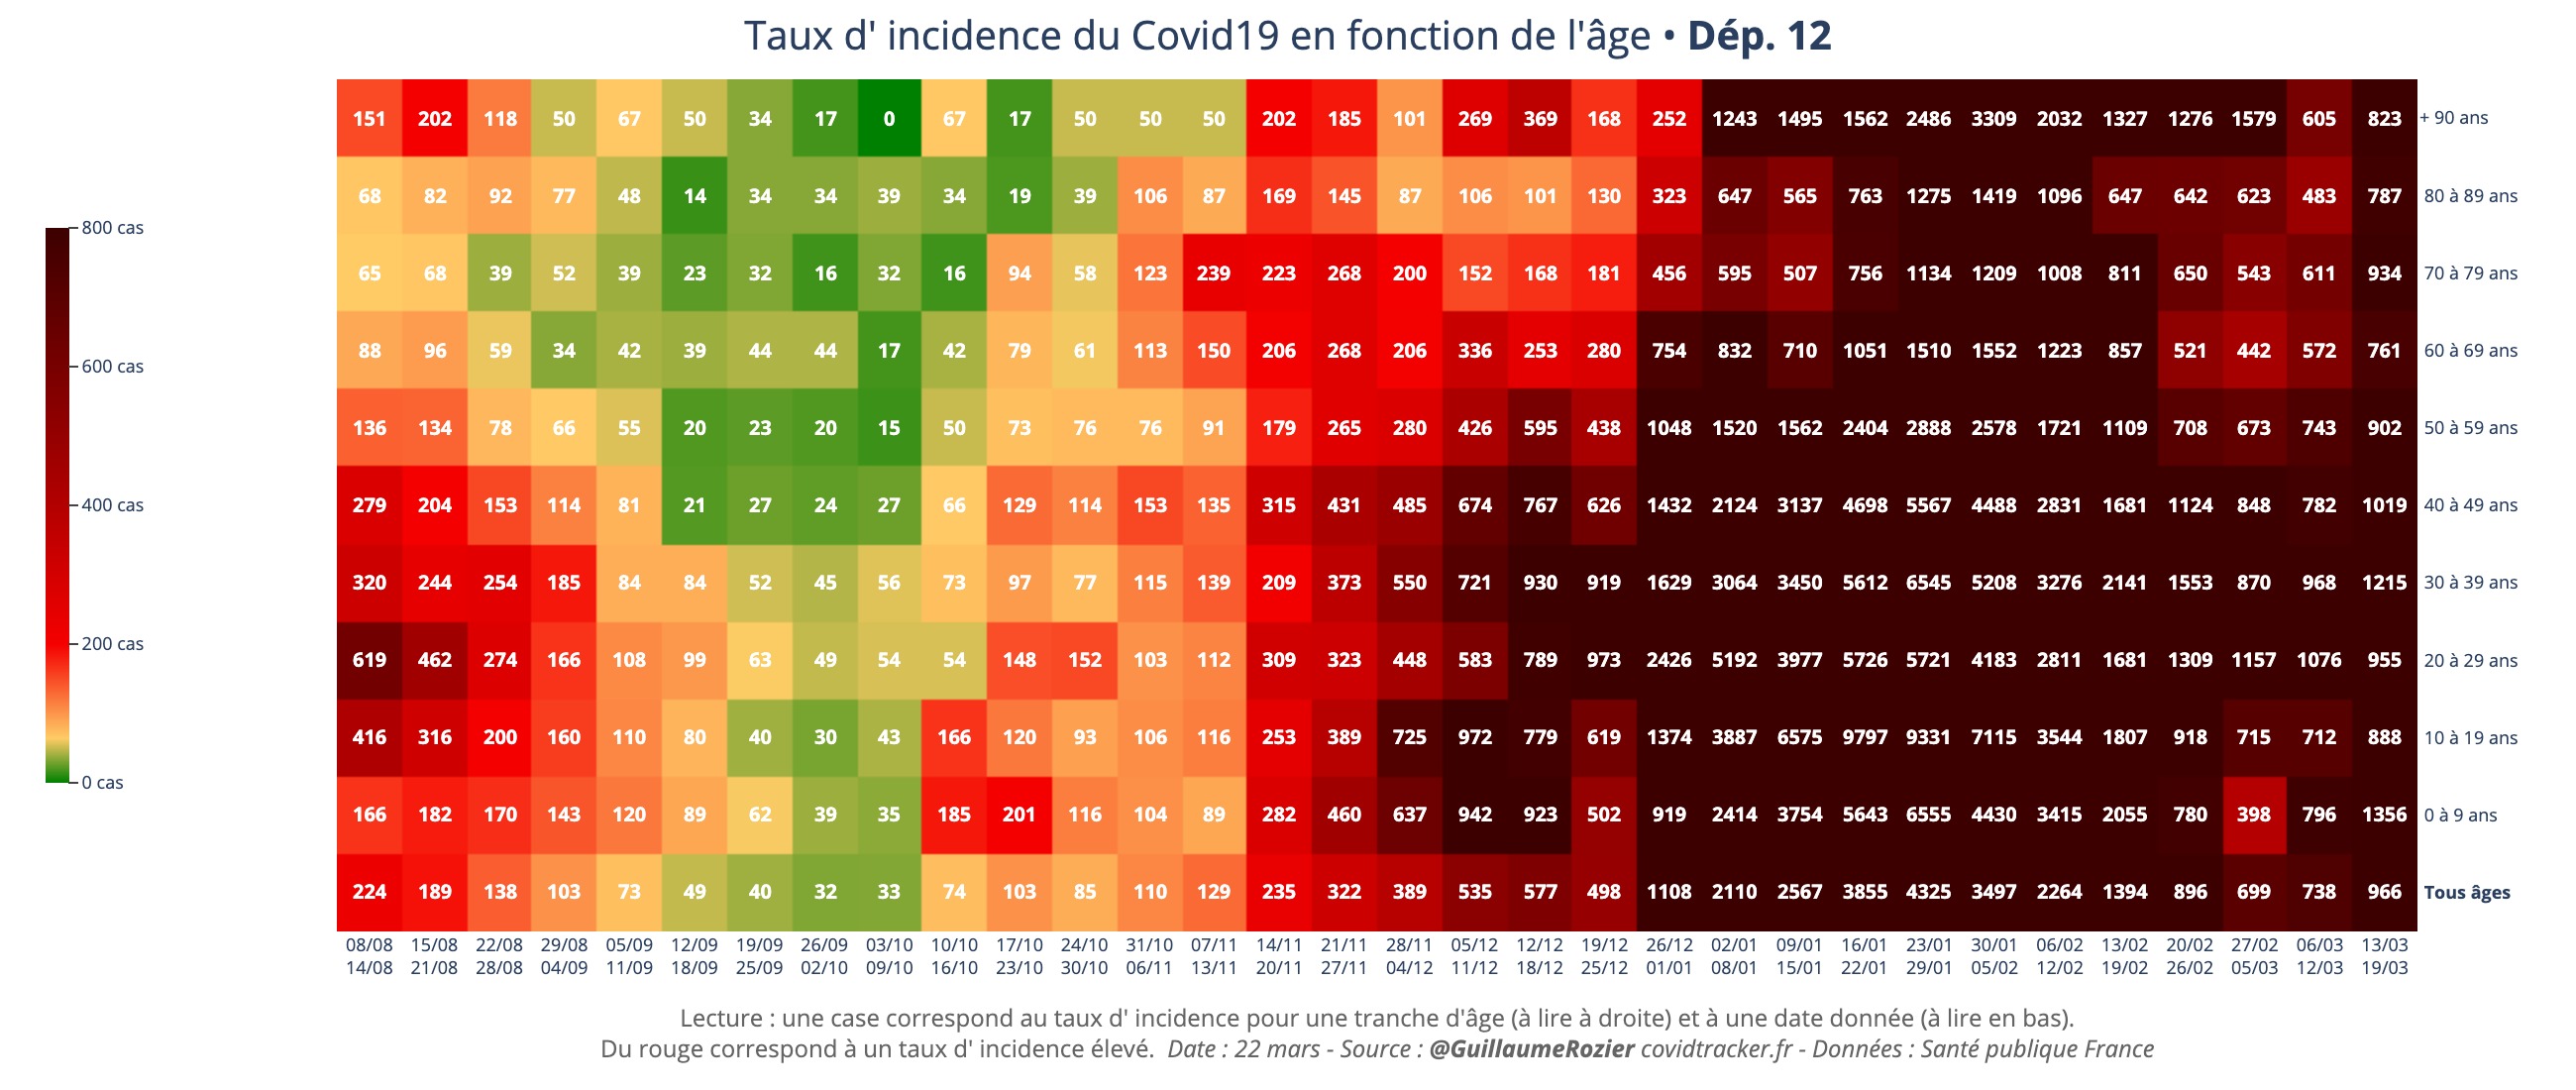 Taux d' incidence du Covid19 en fonction de l'âge • Dép. 12
151 202 118 50 67 50 34 17 0 67 17 50 50 50 202 185 101 269 369 168 252 1243 1495 1562 2486 3309 2032 1327 1276 1579 605 823 + 90 ans
68 82 92 77 48 14 34 34 39 34 19 39 106 87 169 145 87 106 101 130 323 647 565 763 1275 1419 1096 647 642 623 483 787 80 à 89 ans
800 cas
65 68 39 52 39 23 32 16 32 16 94 58 123 239 223 268 200 152 168 181 456 595 507 756 1134 1209 1008 811 650 543 611 934 70 à 79 ans
88 96 59 34 42 39 44 44 17 42 79 61 113 150 206 268 206 336 253 280 754 832 710 1051 1510 1552 1223 857 521 442 572 761 60 à 69 ans
600 cas
136 134 78 66 55 20 23 20 15 50 73 76 76 91 179 265 280 426 595 438 1048 1520 1562 2404 2888 2578 1721 1109 708 673 743 902 50 à 59 ans
400 cas
279 204 153 114 81 21 27 24 27 66 129 114 153 135 315 431 485 674 767 626 1432 2124 3137 4698 5567 4488 2831 1681 1124 848 782 1019 40 à 49 ans
320 244 254 185 84 84 52 45 56 73 97 77 115 139 209 373 550 721 930 919 1629 3064 3450 5612 6545 5208 3276 2141 1553 870 968 1215 30 à 39 ans
200 cas
619 462 274 166 108 99 63 49 54 54 148 152 103 112 309 323 448 583 789 973 2426 5192 3977 5726 5721 4183 2811 1681 1309 1157 1076 955 20 à 29 ans
416 316 200 160 110 80 40 30 43 166 120 93 106 116 253 389 725 972 779 619 1374 3887 6575 9797 9331 7115 3544 1807 918 715 712 888 10 à 19 ans
0 cas
166 182 170 143 120 89 62 39 35 185 201 116 104 89 282 460 637 942 923 502 919 2414 3754 5643 6555 4430 3415 2055 780 398 796 1356 0 à 9 ans
224 189 138 103 73 49 40 32 33 74 103 85 110 129 235 322 389 535 577 498 1108 2110 2567 3855 4325 3497 2264 1394 896 699 738 966 Tous âges
08/08 15/08 22/08 29/08 05/09 12/09 19/09 26/09 03/10 10/10 17/10 24/10 31/10 07/11 14/11 21/11 28/11 05/12 12/12 19/12 26/12 02/01 09/01 16/01 23/01 30/01 06/02 13/02 20/02 27/02 06/03 13/03
14/08 21/08 28/08 04/09 11/09 18/09 25/09 02/10 09/10 16/10 23/10 30/10 06/11 13/11 20/11 27/11 04/12 11/12 18/12 25/12 01/01 08/01 15/01 22/01 29/01 05/02 12/02 19/02 26/02 05/03 12/03 19/03
Lecture : une case correspond au taux d' incidence pour une tranche d'âge (à lire à droite) et à une date donnée (à lire en bas).
Du rouge correspond à un taux d' incidence élevé. Date : 22 mars - Source : @GuillaumeRozier covidtracker.fr - Données : Santé publique France